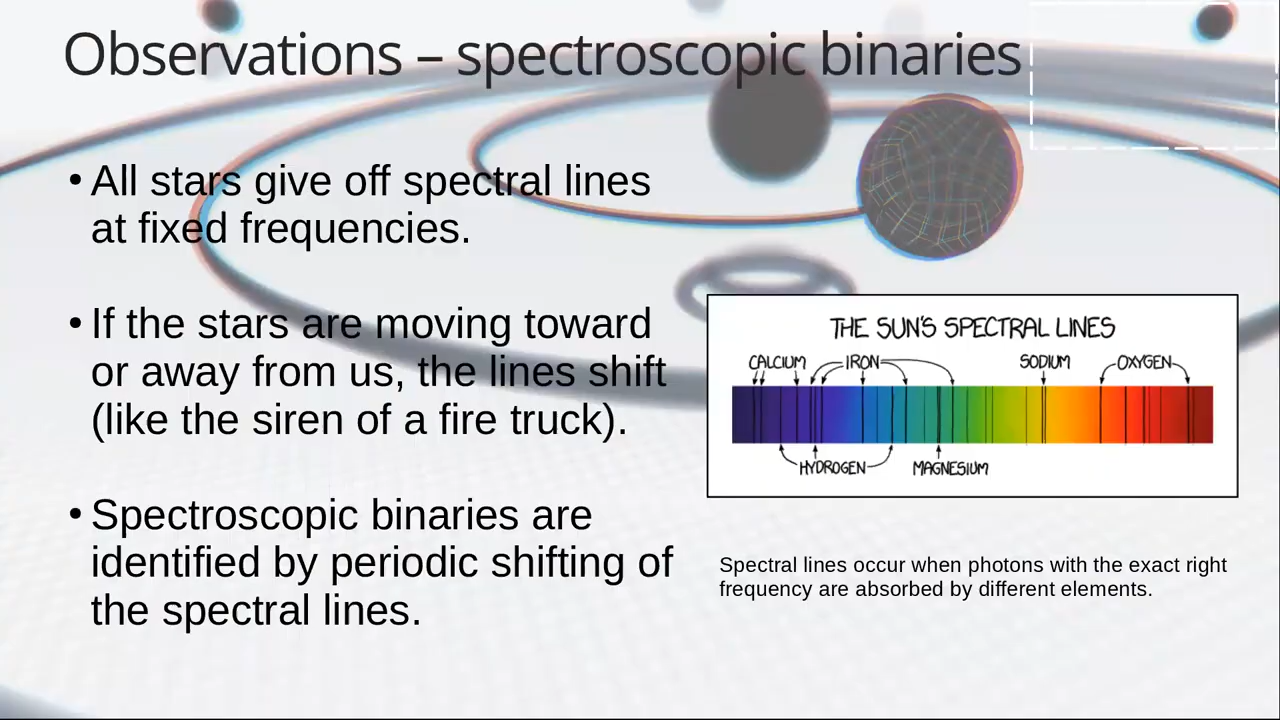 Observations – spectroscopic binaries
• All stars give off spectral lines
at fixed frequencies.
• If the stars are moving toward
or away from us, the lines shift
(like the siren of a fire truck).
• Spectroscopic binaries are
identified by periodic shifting of
the spectral lines.
THE SUN'S SPECTRAL LINES
CALCIUM IRON SODIUM OXYGEN
HYDROGEN MAGNESIUM
Spectral lines occur when photons with the exact right
frequency are absorbed by different elements.